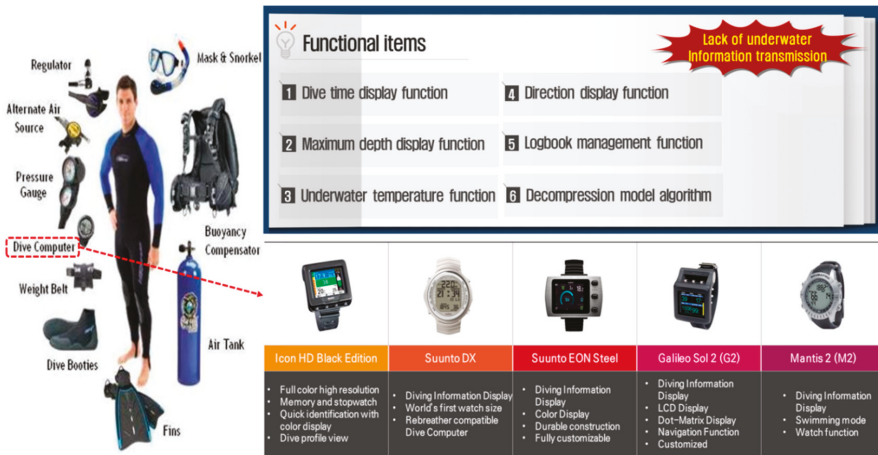 Regulator
Mask & Snorkel
Alternate Air
Source
Pressure
Gauge
Dive Computer
Buoyancy
Compensator
Weight Belt
Air Tank
Dive Booties
Fins
Functional items
Lack of underwater
Information transmission
1 Dive time display function
4 Direction display function
2 Maximum depth display function
5 Logbook management function
3 Underwater temperature function
6 Decompression model algorithm
Icon HD Black Edition
Suunto DX
Suunto EON Steel
Galileo Sol 2 (G2)
Mantis 2 (M2)
• Full color high resolution
• Memory and stopwatch
• Quick identification with
color display
• Dive profile view
• Diving Information Display
• World's first watch size
• Rebreather compatible
Dive Computer
• Diving Information
Display
• Color Display
• Durable construction
• Fully customizable
• Diving Information
Display
• LCD Display
• Dot-Matrix Display
• Navigation Function
• Customized
• Diving Information
Display
• Swimming mode
• Watch function